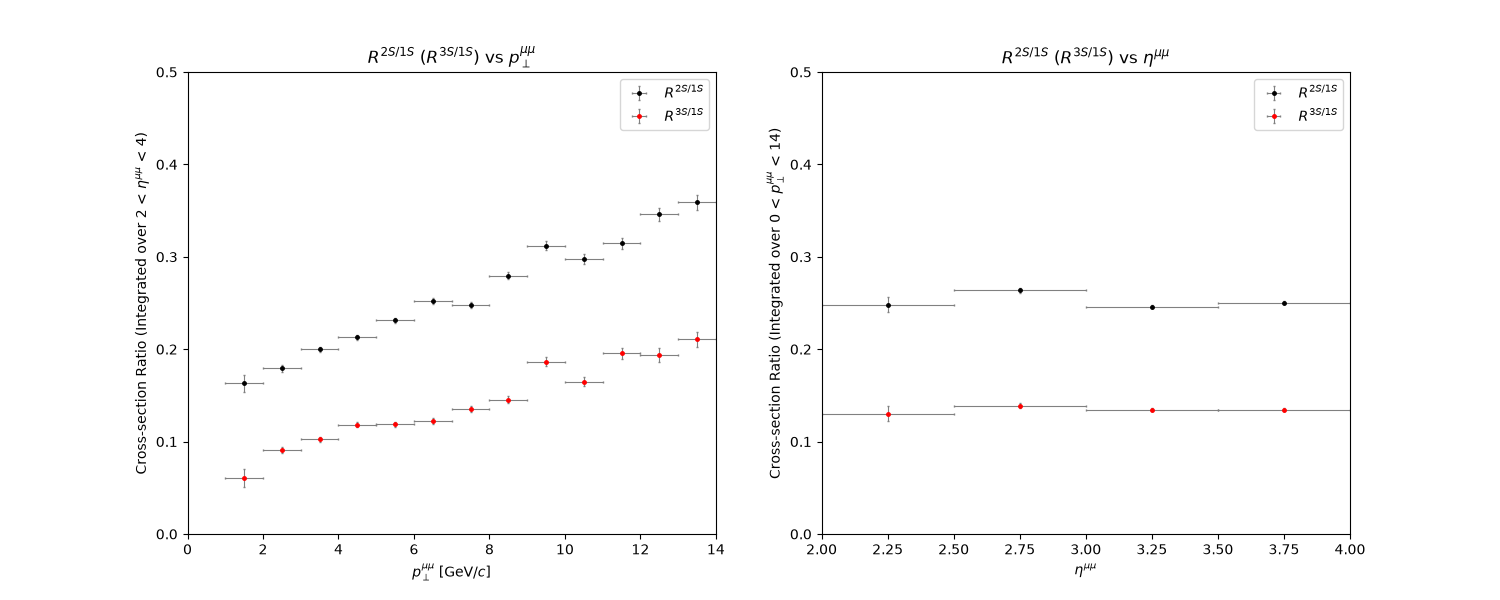 R^{2S/1S} (R^{3S/1S}) vs p_⊥^{μμ}
Cross-section Ratio (Integrated over 2 < η^{μμ} < 4)
0.5
0.4
0.3
0.2
0.1
0.0
R^{2S/1S}
R^{3S/1S}
0 2 4 6 8 10 12 14
p_⊥^{μμ} [GeV/c]
R^{2S/1S} (R^{3S/1S}) vs η^{μμ}
Cross-section Ratio (Integrated over 0 < p_⊥^{μμ} < 14)
0.5
0.4
0.3
0.2
0.1
0.0
R^{2S/1S}
R^{3S/1S}
2.00 2.25 2.50 2.75 3.00 3.25 3.50 3.75 4.00
η^{μμ}